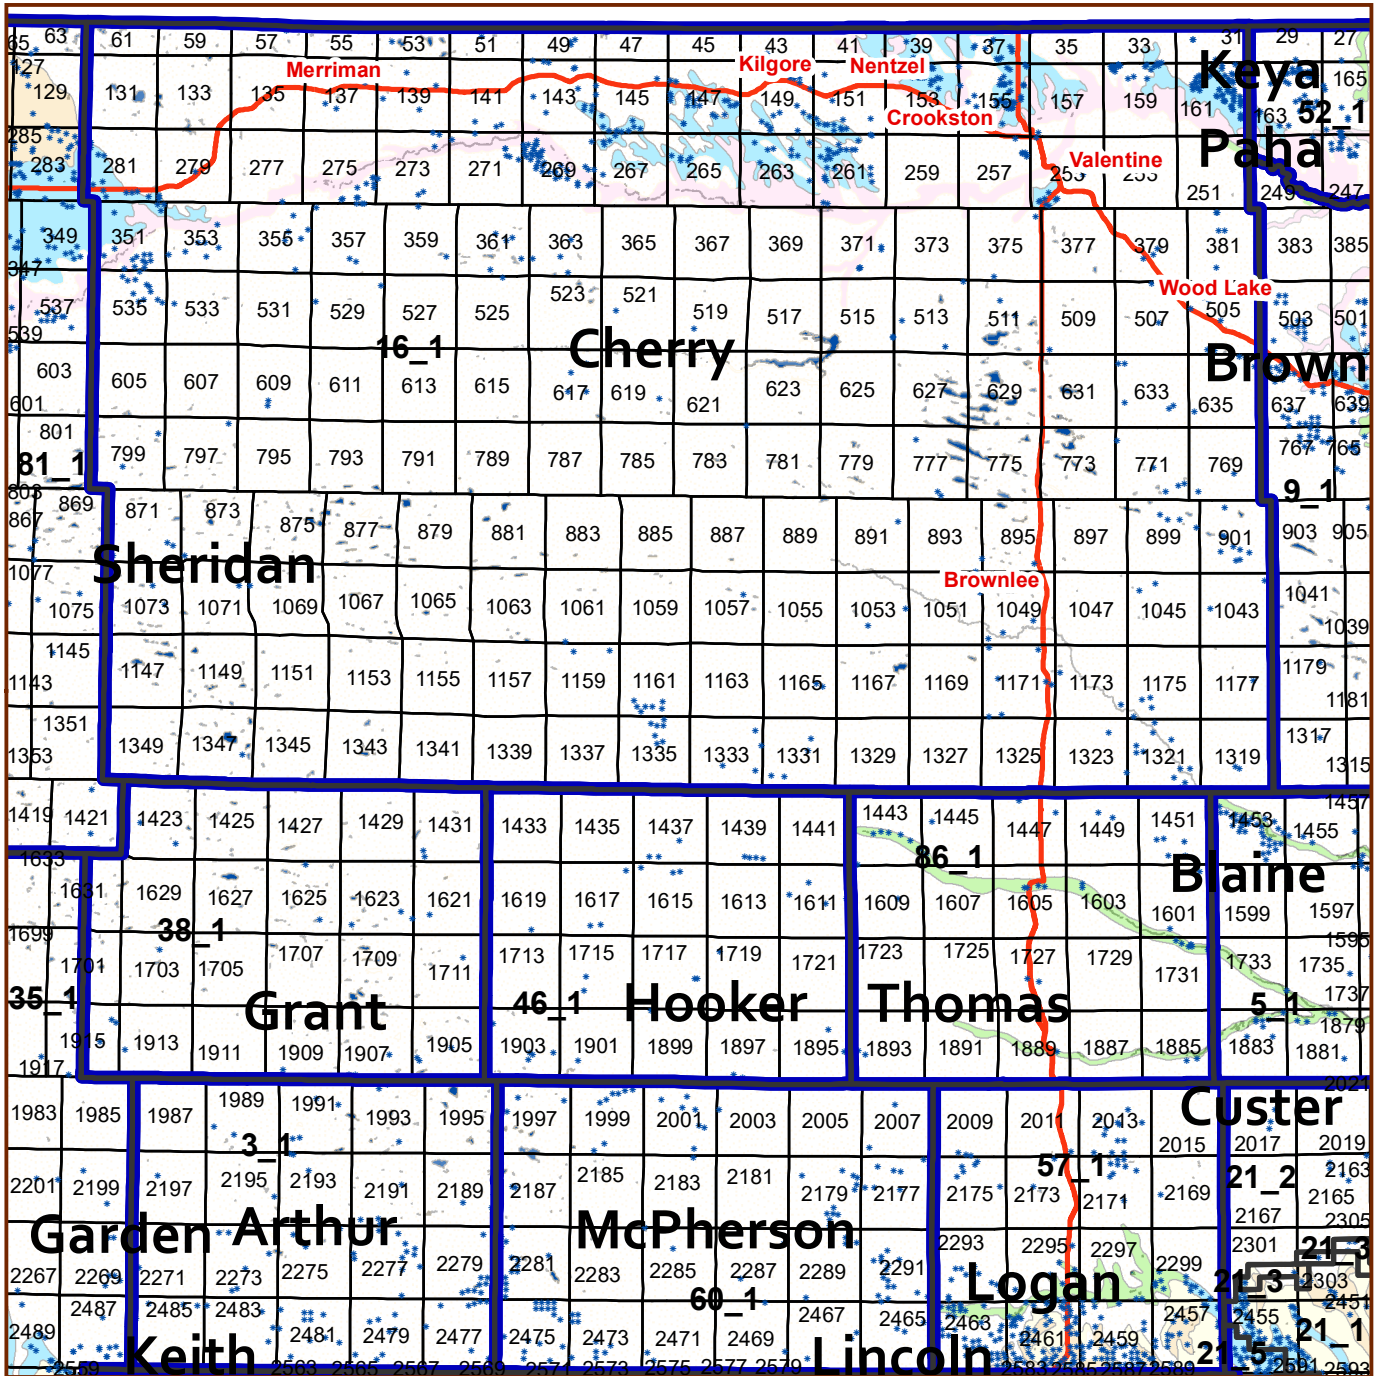 65 63 61 59 57 55 53 51 49 47 45 43 41 39 37 35 33 31 29 27
Merriman Kilgore Nentzel Keya
127 129 131 133 135 137 139 141 143 145 147 149 151 153 155 157 159 161 163 165
52_1
Crookston
Paha
285 283 281 279 277 275 273 271 269 267 265 263 261 259 257 253 251 249 247
Valentine
349 351 353 355 357 359 361 363 365 367 369 371 373 375 377 379 381 383 385
347
Wood Lake
537 535 533 531 529 527 525 523 521 519 517 515 513 511 509 507 505 503 501
539
16_1 Cherry Brown
603 605 607 609 611 613 615 617 619 621 623 625 627 629 631 633 635 637 639
601
801 799 797 795 793 791 789 787 785 783 781 779 777 775 773 771 769 767 765
81_1 9_1
803
867 869 871 873 875 877 879 881 883 885 887 889 891 893 895 897 899 901 903 905
Sheridan Brownlee
1077
1075 1073 1071 1069 1067 1065 1063 1061 1059 1057 1055 1053 1051 1049 1047 1045 1043 1041 1039
1145
1143 1147 1149 1151 1153 1155 1157 1159 1161 1163 1165 1167 1169 1171 1173 1175 1177 1179 1181
1351
1353 1349 1347 1345 1343 1341 1339 1337 1335 1333 1331 1329 1327 1325 1323 1321 1319 1317 1315
1419 1421 1423 1425 1427 1429 1431 1433 1435 1437 1439 1441 1443 1445 1447 1449 1451 1453 1455 1457
86_1 Blaine
1633
1631 1629 1627 1625 1623 1621 1619 1617 1615 1613 1611 1609 1607 1605 1603 1601 1599 1597
38_1
1699 1595
1701 1703 1705 1707 1709 1711 1713 1715 1717 1719 1721 1723 1725 1727 1729 1731 1733 1735
1737
35_1 Grant 46_1 Hooker Thomas 5_1
1879
1915 1913 1911 1909 1907 1905 1903 1901 1899 1897 1895 1893 1891 1889 1887 1885 1883 1881
1917
2021
1983 1985 1987 1989 1991 1993 1995 1997 1999 2001 2003 2005 2007 2009 2011 2013 2015 2017 2019
Custer
3_1 57_1 21_2
2163
2201 2199 2197 2195 2193 2191 2189 2187 2185 2183 2181 2179 2177 2175 2173 2171 2169 2167 2165
2305
Garden Arthur McPherson
2267 2269 2271 2273 2275 2277 2279 2281 2283 2285 2287 2289 2291 2293 2295 2297 2299 2301 2303
21_3
60_1 Logan 21_3
2451
2489 2487 2485 2483 2481 2479 2477 2475 2473 2471 2469 2467 2465 2463 2461 2459 2457 2455
21_1
Keith Lincoln 21_5
2559 2563 2565 2567 2569 2571 2573 2575 2577 2579 2583 2585 2587 2589 2591 2593